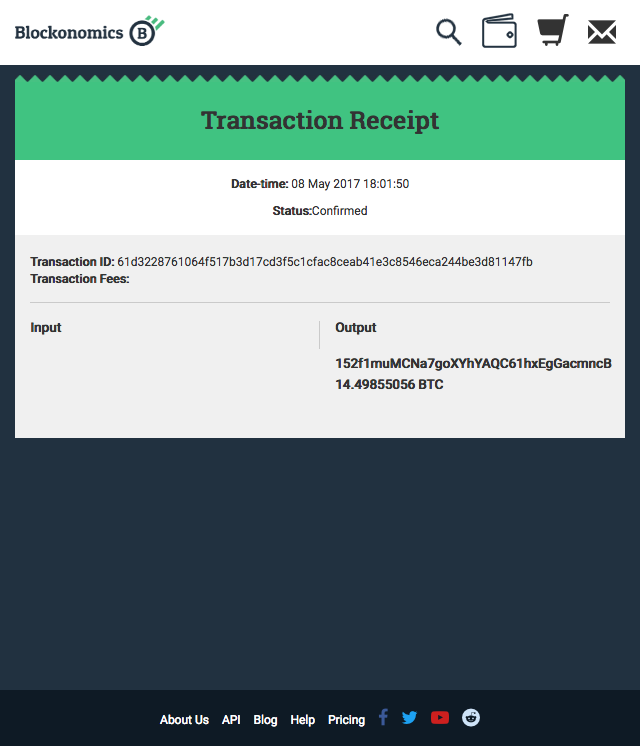 Blockonomics B
Transaction Receipt
Date-time: 08 May 2017 18:01:50
Status:Confirmed
Transaction ID: 61d3228761064f517b3d17cd3f5c1cfac8ceab41e3c8546eca244be3d81147fb
Transaction Fees:
Input
Output
152f1muMCNa7goXYhYAQC61hxEgGacmncB
14.49855056 BTC
About Us API Blog Help Pricing